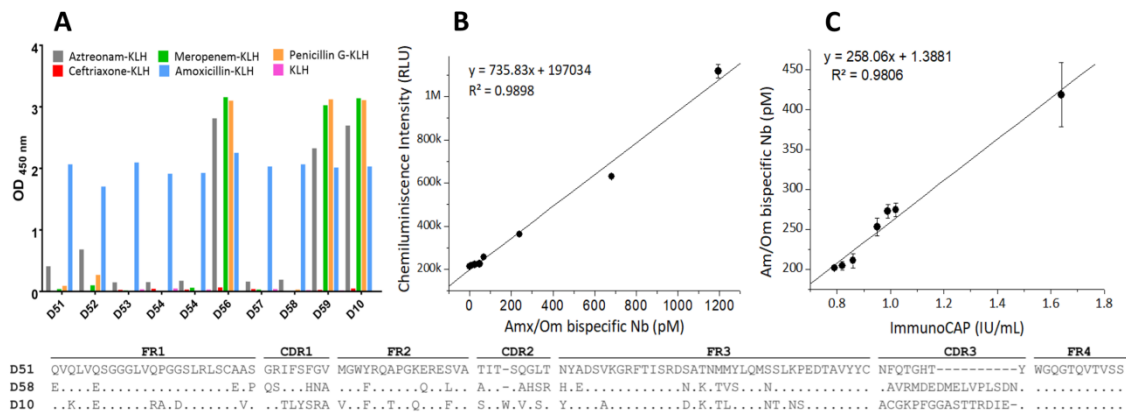 A
B
C
Aztreonam-KLH
Meropenem-KLH
Penicillin G-KLH
Ceftriaxone-KLH
Amoxicillin-KLH
KLH
OD 450 nm
4
3
2
1
0
D51 D52 D53 D54 D54 D56 D57 D58 D59 D10
y = 735.83x + 197034
R² = 0.9898
Chemiluminiscence Intensity (RLU)
1M
800k
600k
400k
200k
0 200 400 600 800 1000 1200
Amx/Om bispecific Nb (pM)
y = 258.06x + 1.3881
R² = 0.9806
Am/Om bispecific Nb (pM)
450
400
350
300
250
200
0.8 1.0 1.2 1.4 1.6 1.8
ImmunoCAP (IU/mL)
FR1 CDR1 FR2 CDR2 FR3 CDR3 FR4
D51 QVQLVQSGGGLVQPGGSLRLSCAAS GRIFSFGV MGWYRQAPGKERESVA TIT-SQGLT NYADSVKGRFTISRDSATNMMYLQMSSLKPEDTAVYYC NFQTGHT-----------Y WGQGTQVTVSS
D58 E....E................E.P QS...HNA ...F......Q..L.. ..A-.AHSR H.E............N.K.TVS..N.............. AVRMDEDMELVPLSDN. ...........
D10 ..K..E......RA.D......V.. .TLYSRA V..F..T...Q...F. S..W.V.S. Y...A..........D.N.K.TL...NT.NS....... ACGKPFGGASTTRDIE-. ...........